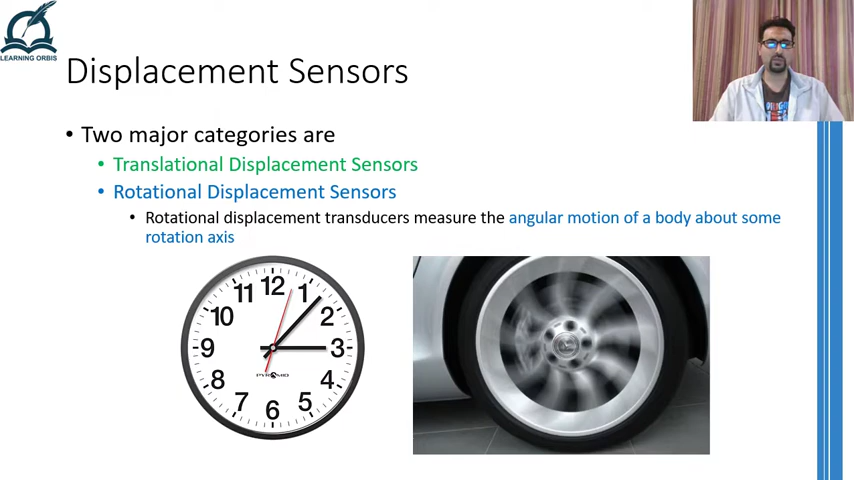 LEARNING ORBIS
Displacement Sensors
• Two major categories are
• Translational Displacement Sensors
• Rotational Displacement Sensors
• Rotational displacement transducers measure the angular motion of a body about some
rotation axis
12
11 1
10 2
9 3
8 4
7 5
6
PYRAMID